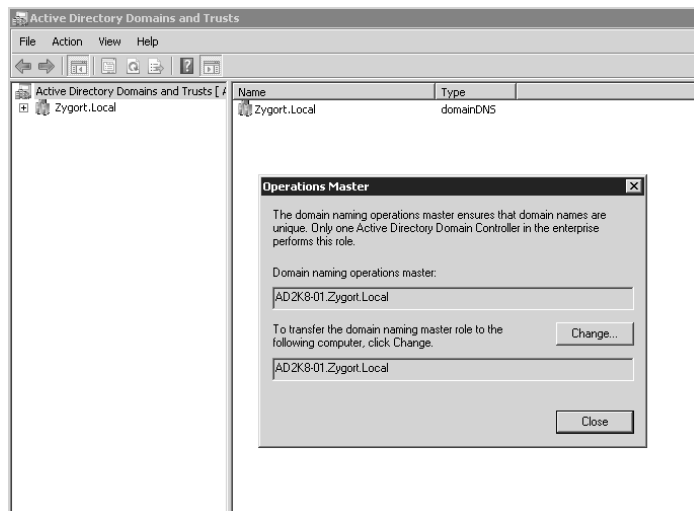 Active Directory Domains and Trusts
File Action View Help
Active Directory Domains and Trusts [ A
Zygort.Local
Name Type
Zygort.Local domainDNS
Operations Master
The domain naming operations master ensures that domain names are
unique. Only one Active Directory Domain Controller in the enterprise
performs this role.
Domain naming operations master:
AD2K8-01.Zygort.Local
To transfer the domain naming master role to the
following computer, click Change.
Change...
AD2K8-01.Zygort.Local
Close